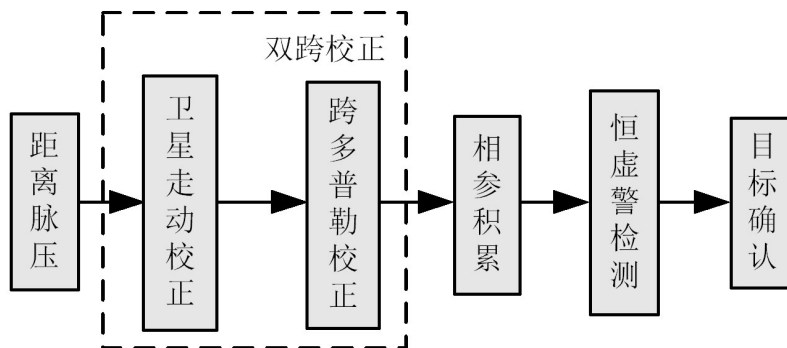 双跨校正
距离脉压
卫星走动校正
跨多普勒校正
相参积累
恒虚警检测
目标确认